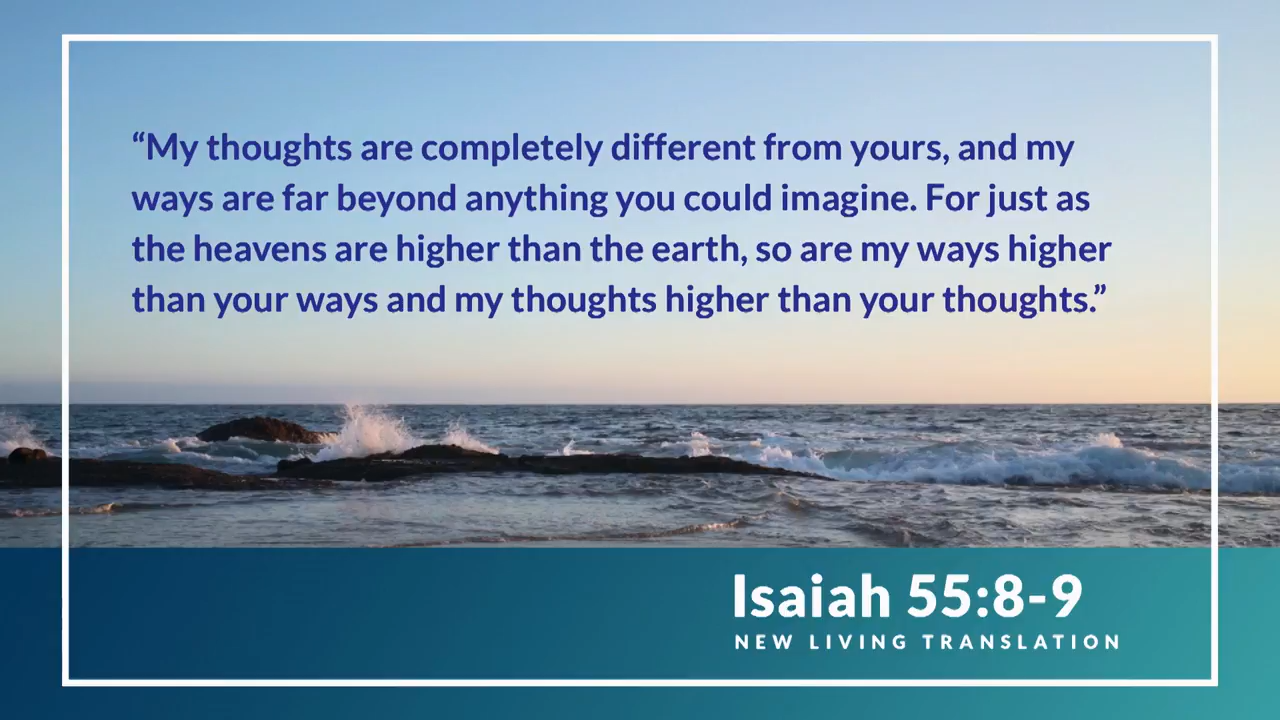 “My thoughts are completely different from yours, and my
ways are far beyond anything you could imagine. For just as
the heavens are higher than the earth, so are my ways higher
than your ways and my thoughts higher than your thoughts.”
Isaiah 55:8-9
NEW LIVING TRANSLATION